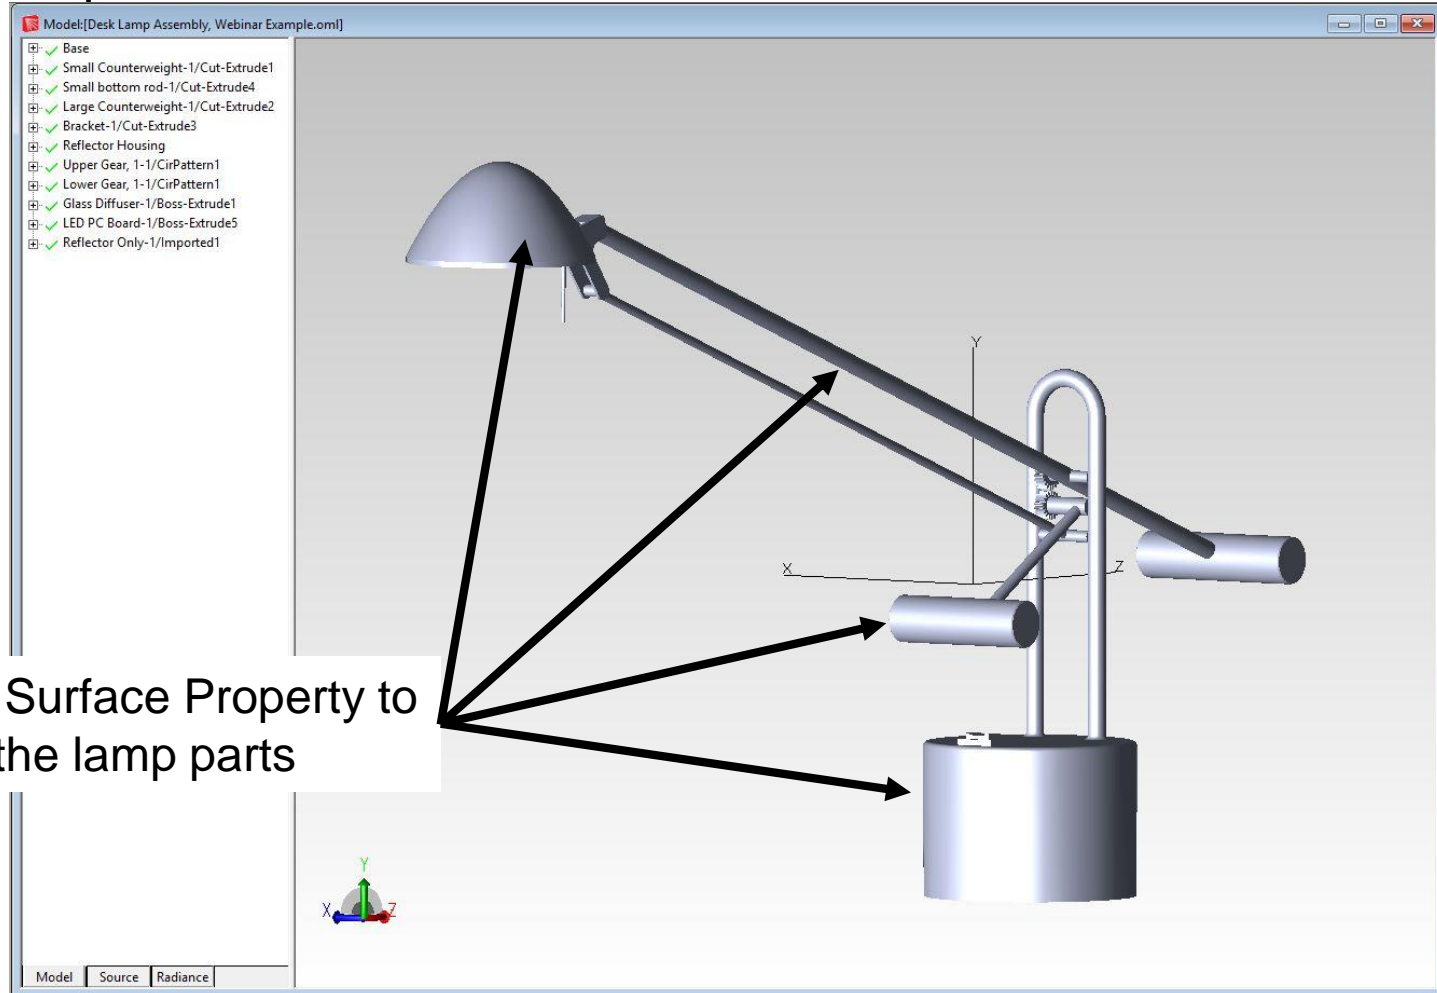 Model:[Desk Lamp Assembly, Webinar Example.oml]
Base
Small Counterweight-1/Cut-Extrude1
Small bottom rod-1/Cut-Extrude4
Large Counterweight-1/Cut-Extrude2
Bracket-1/Cut-Extrude3
Reflector Housing
Upper Gear, 1-1/CirPattern1
Lower Gear, 1-1/CirPattern1
Glass Diffuser-1/Boss-Extrude1
LED PC Board-1/Boss-Extrude5
Reflector Only-1/Imported1
Y
X
Z
Surface Property to
the lamp parts
Y
X
Z
Model Source Radiance